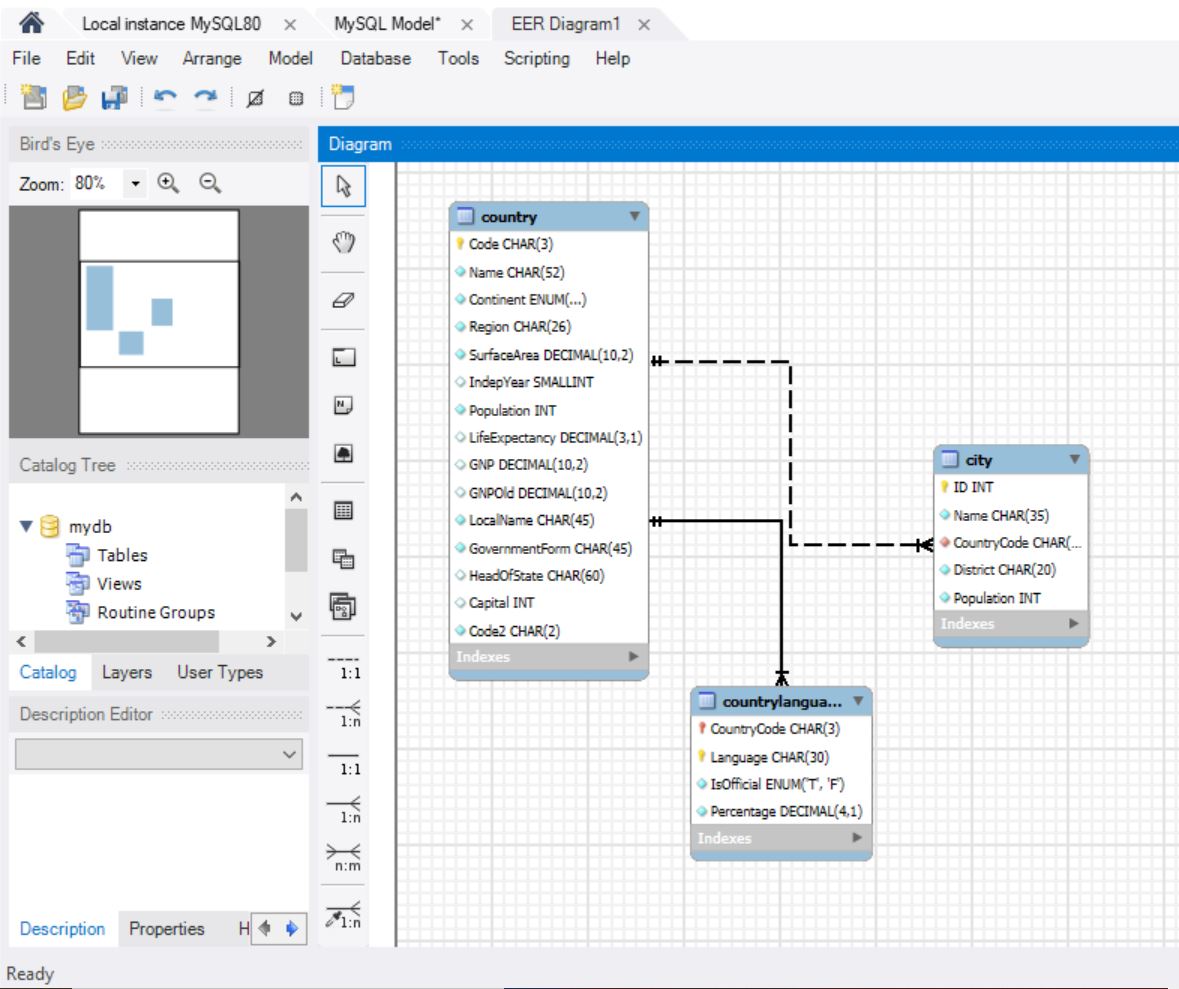 Local instance MySQL80
MySQL Model*
EER Diagram1
File Edit View Arrange Model Database Tools Scripting Help
Bird's Eye
Zoom: 80%
Catalog Tree
mydb
Tables
Views
Routine Groups
Catalog Layers User Types
Description Editor
Description Properties H
Ready
Diagram
1:1
1:n
1:1
1:n
n:m
1:n
country
Code CHAR(3)
Name CHAR(52)
Continent ENUM(...)
Region CHAR(26)
SurfaceArea DECIMAL(10,2)
IndepYear SMALLINT
Population INT
LifeExpectancy DECIMAL(3,1)
GNP DECIMAL(10,2)
GNPOld DECIMAL(10,2)
LocalName CHAR(45)
GovernmentForm CHAR(45)
HeadOfState CHAR(60)
Capital INT
Code2 CHAR(2)
Indexes
city
ID INT
Name CHAR(35)
CountryCode CHAR(...
District CHAR(20)
Population INT
Indexes
countrylangua...
CountryCode CHAR(3)
Language CHAR(30)
IsOfficial ENUM('T', 'F')
Percentage DECIMAL(4,1)
Indexes